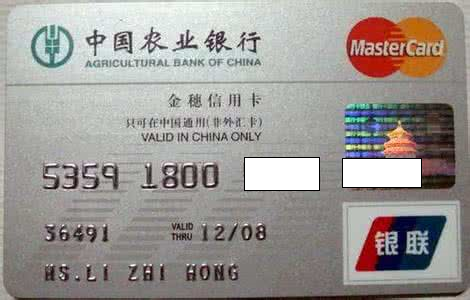 中国农业银行
AGRICULTURAL BANK OF CHINA
MasterCard
金穗信用卡
只可在中国通用(非外汇卡)
VALID IN CHINA ONLY
5359 1800
36491 VALID THRU 12/08
银联
MS.LI ZHI HONG